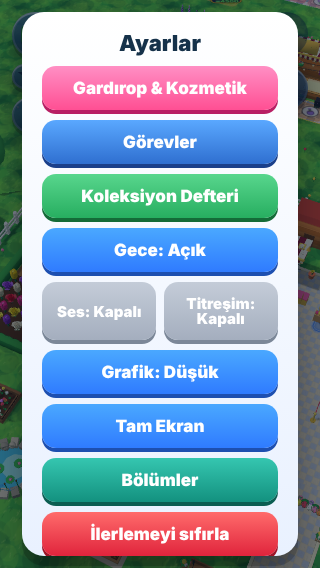 Ayarlar
Gardırop & Kozmetik
Görevler
Koleksiyon Defteri
Gece: Açık
Ses: Kapalı
Titreşim:
Kapalı
Grafik: Düşük
Tam Ekran
Bölümler
İlerlemeyi sıfırla